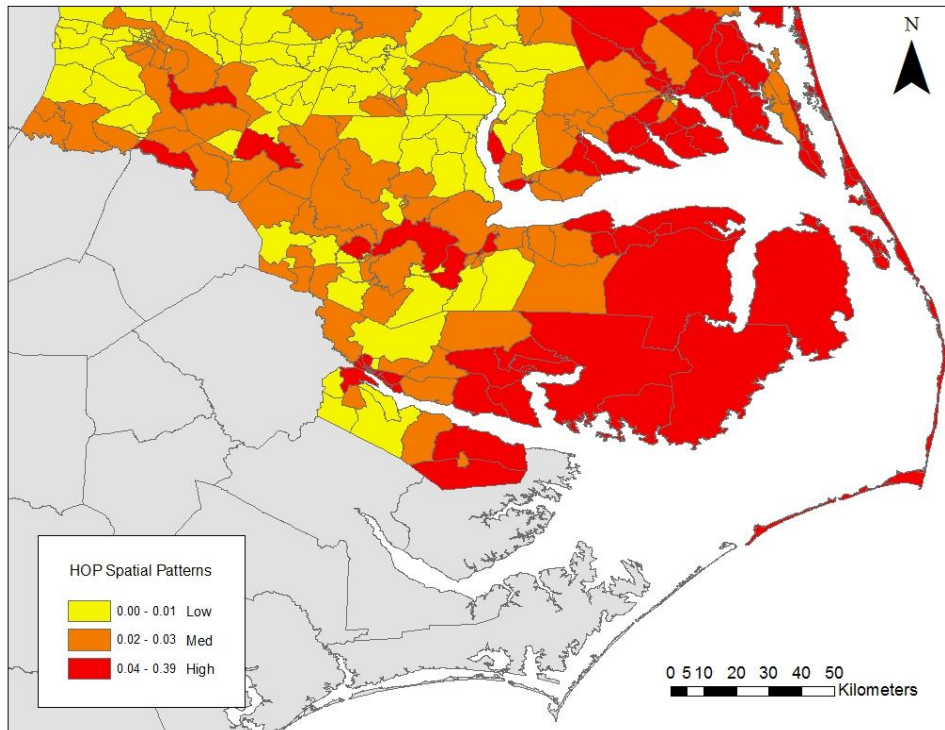 N
HOP Spatial Patterns
0.00 - 0.01 Low
0.02 - 0.03 Med
0.04 - 0.39 High
0 5 10 20 30 40 50
Kilometers